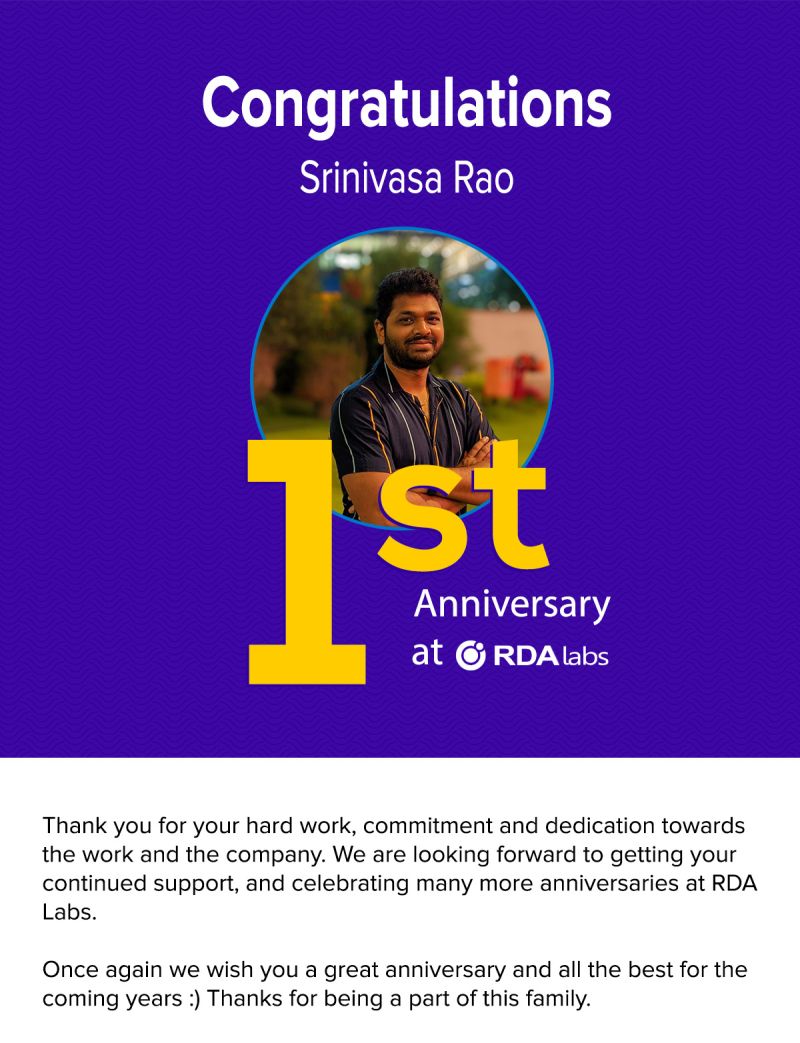 Congratulations
Srinivasa Rao
1st
Anniversary
at RDA labs
Thank you for your hard work, commitment and dedication towards
the work and the company. We are looking forward to getting your
continued support, and celebrating many more anniversaries at RDA
Labs.
Once again we wish you a great anniversary and all the best for the
coming years :) Thanks for being a part of this family.